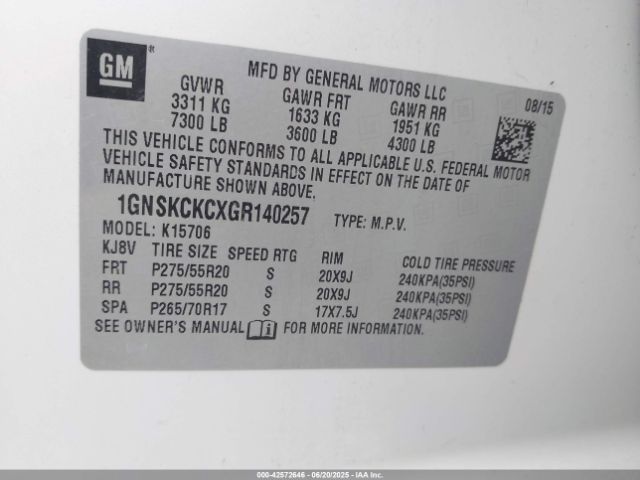 GM
MFD BY GENERAL MOTORS LLC 08/15
GVWR GAWR FRT GAWR RR
3311 KG 1633 KG 1951 KG
7300 LB 3600 LB 4300 LB
THIS VEHICLE CONFORMS TO ALL APPLICABLE U.S. FEDERAL MOTOR
VEHICLE SAFETY STANDARDS IN EFFECT ON THE DATE OF
MANUFACTURE SHOWN ABOVE.
1GNSKCKCXGR140257 TYPE: M.P.V.
MODEL: K15706
KJ8V TIRE SIZE SPEED RTG RIM COLD TIRE PRESSURE
FRT P275/55R20 S 20X9J 240KPA(35PSI)
RR P275/55R20 S 20X9J 240KPA(35PSI)
SPA P265/70R17 S 17X7.5J 240KPA(35PSI)
SEE OWNER'S MANUAL FOR MORE INFORMATION.
000-42572646 - 06/20/2025 - IAAI.COM